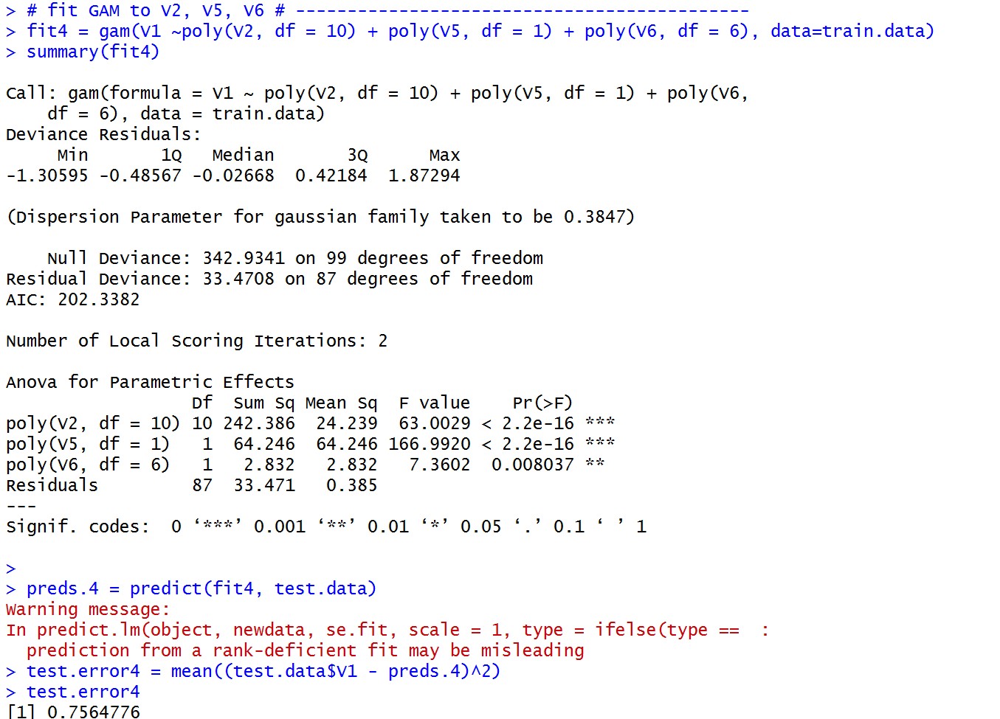 > # fit GAM to V2, V5, V6 # --------------------------------------------
> fit4 = gam(V1 ~poly(V2, df = 10) + poly(V5, df = 1) + poly(V6, df = 6), data=train.data)
> summary(fit4)

Call: gam(formula = V1 ~ poly(V2, df = 10) + poly(V5, df = 1) + poly(V6, 
    df = 6), data = train.data)
Deviance Residuals:
     Min       1Q   Median       3Q      Max 
-1.30595 -0.48567 -0.02668  0.42184  1.87294 

(Dispersion Parameter for gaussian family taken to be 0.3847)

    Null Deviance: 342.9341 on 99 degrees of freedom
Residual Deviance: 33.4708 on 87 degrees of freedom
AIC: 202.3382 

Number of Local Scoring Iterations: 2 

Anova for Parametric Effects
                  Df  Sum Sq Mean Sq  F value    Pr(>F)    
poly(V2, df = 10) 10 242.386  24.239  63.0029 < 2.2e-16 ***
poly(V5, df = 1)   1  64.246  64.246 166.9920 < 2.2e-16 ***
poly(V6, df = 6)   1   2.832   2.832   7.3602  0.008037 ** 
Residuals         87  33.471   0.385                       
---
Signif. codes:  0 ‘***’ 0.001 ‘**’ 0.01 ‘*’ 0.05 ‘.’ 0.1 ‘ ’ 1

>
> preds.4 = predict(fit4, test.data)
Warning message:
In predict.lm(object, newdata, se.fit, scale = 1, type = ifelse(type ==  :
  prediction from a rank-deficient fit may be misleading
> test.error4 = mean((test.data$V1 - preds.4)^2)
> test.error4
[1] 0.7564776